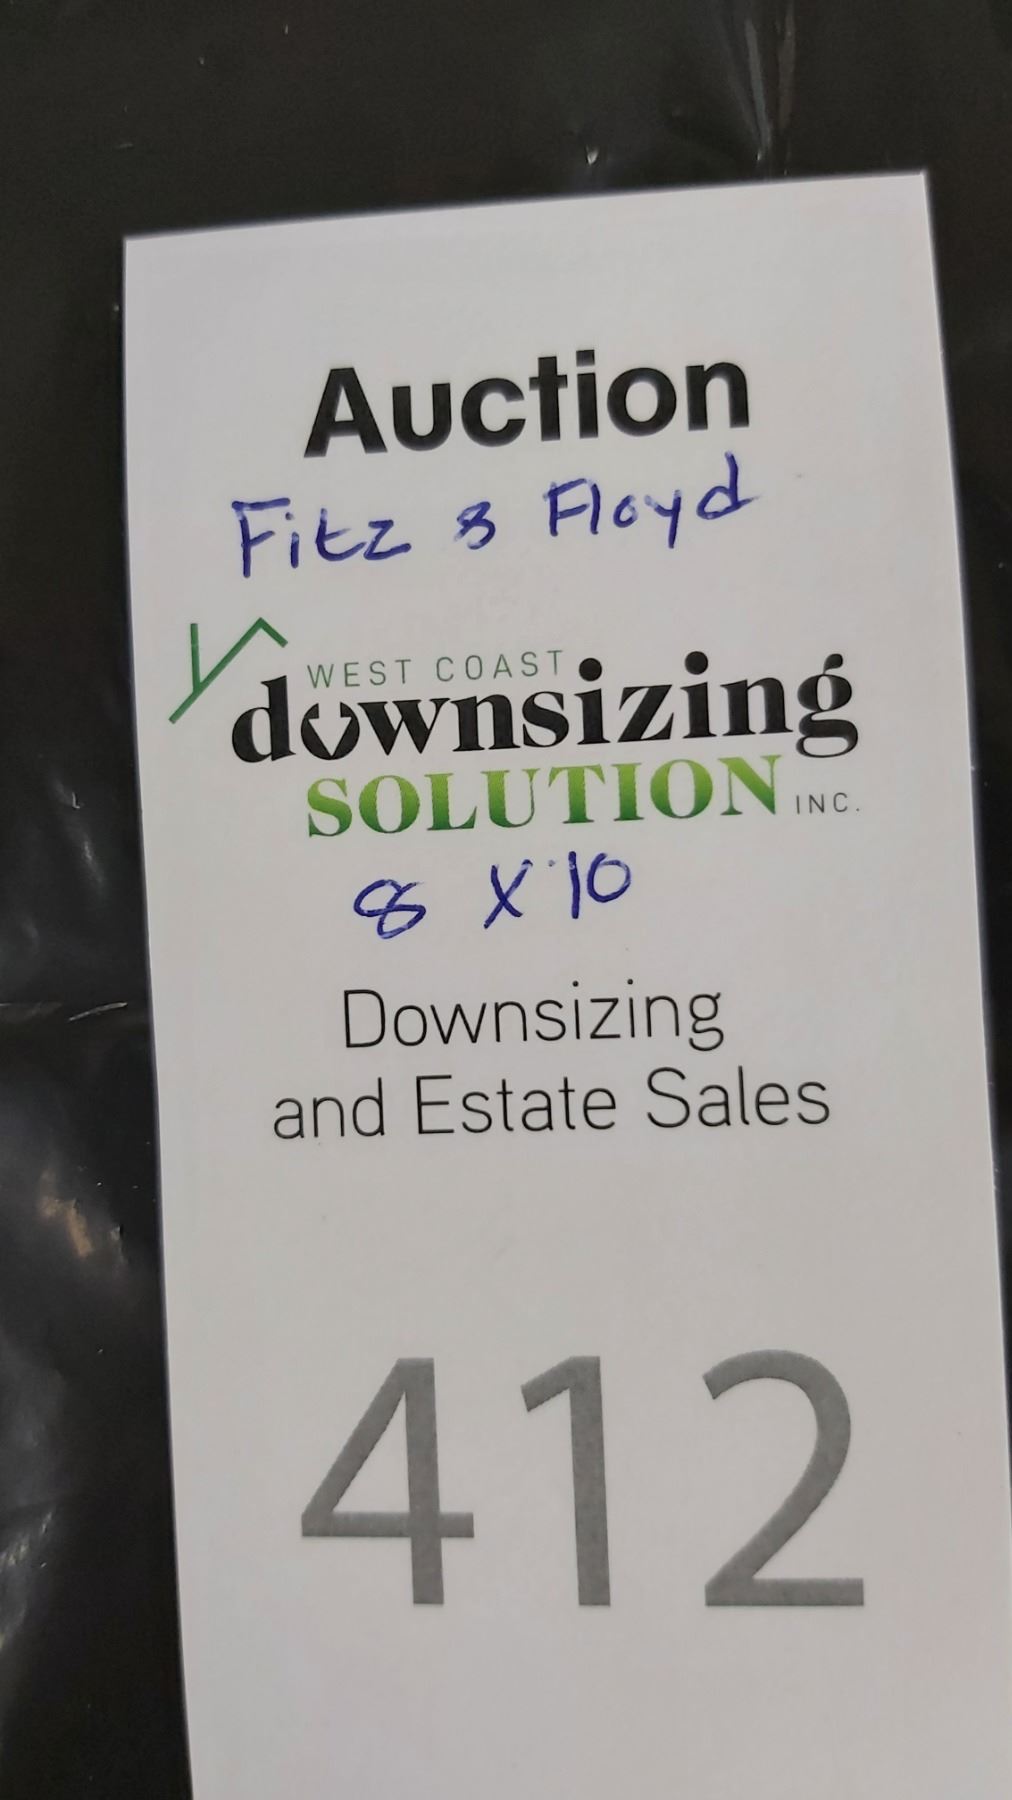 Auction
Fitz & Floyd
WEST COAST
downsizing
SOLUTION INC.
8 X 10
Downsizing
and Estate Sales
412